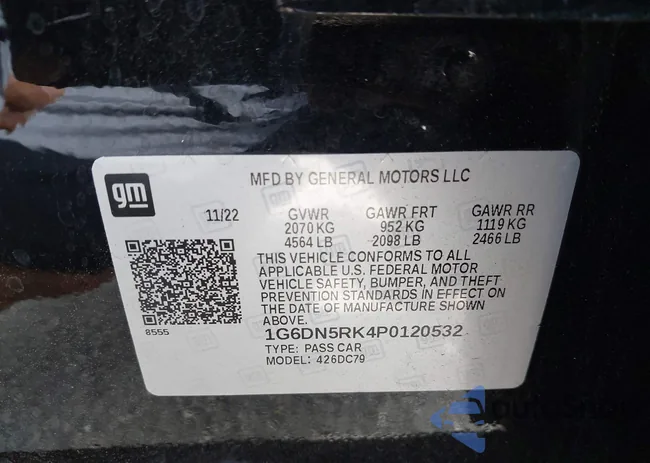 gm
MFD BY GENERAL MOTORS LLC
11/22 GVWR GAWR FRT GAWR RR
2070 KG 952 KG 1119 KG
4564 LB 2098 LB 2466 LB
THIS VEHICLE CONFORMS TO ALL
APPLICABLE U.S. FEDERAL MOTOR
VEHICLE SAFETY, BUMPER, AND THEFT
PREVENTION STANDARDS IN EFFECT ON
THE DATE OF MANUFACTURE SHOWN
ABOVE.
8555
1G6DN5RK4P0120532
TYPE: PASS CAR
MODEL: 426DC79